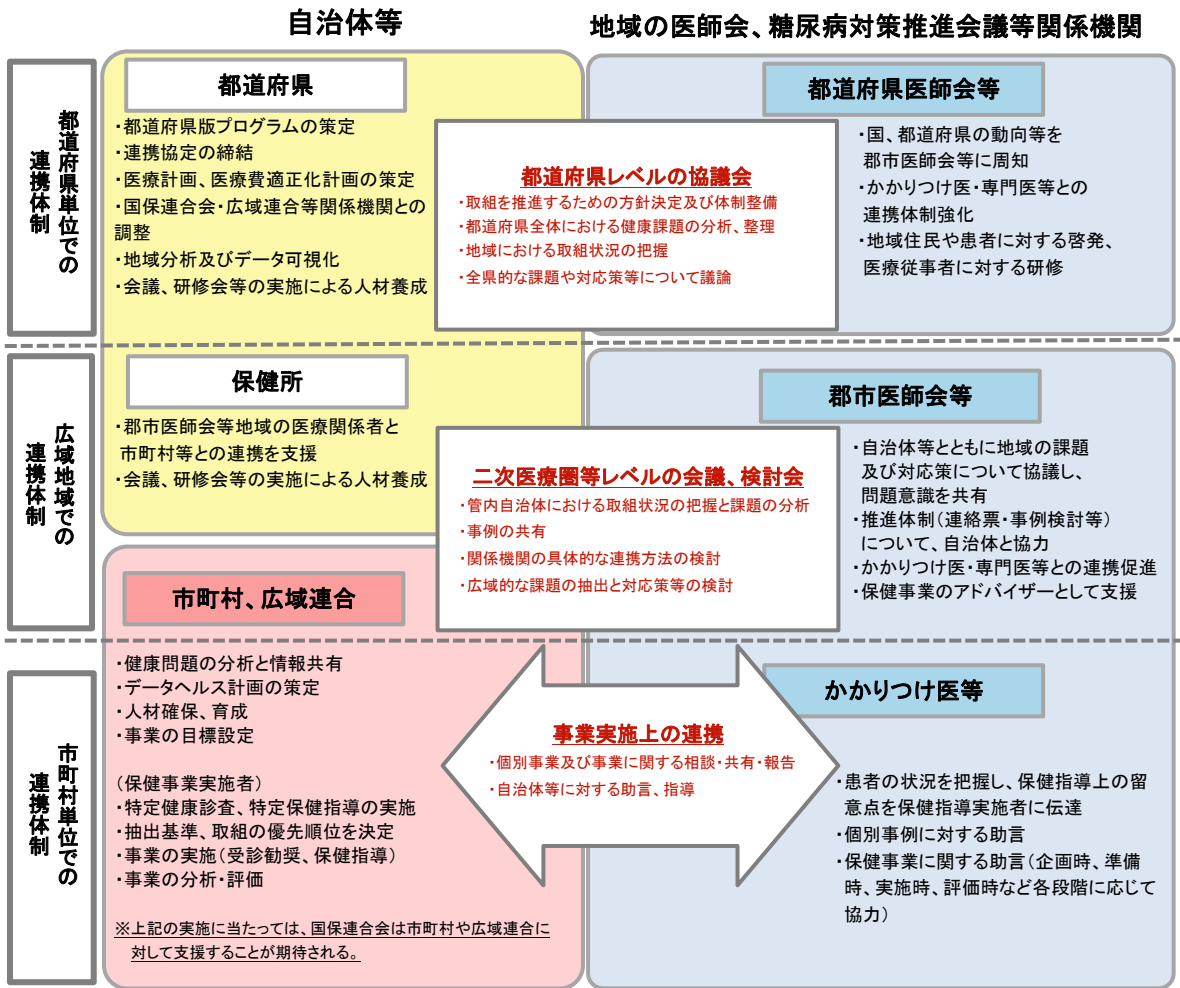 自治体等
地域の医師会、糖尿病対策推進会議等関係機関
都道府県単位での
連携体制
都道府県
・都道府県版プログラムの策定
・連携協定の締結
・医療計画、医療費適正化計画の策定
・国保連合会・広域連合等関係機関との
調整
・地域分析及びデータ可視化
・会議、研修会等の実施による人材養成
都道府県レベルの協議会
・取組を推進するための方針決定及び体制整備
・都道府県全体における健康課題の分析、整理
・地域における取組状況の把握
・全県的な課題や対応策等について議論
都道府県医師会等
・国、都道府県の動向等を
郡市医師会等に周知
・かかりつけ医・専門医等との
連携体制強化
・地域住民や患者に対する啓発、
医療従事者に対する研修
広域地域での
連携体制
保健所
・郡市医師会等地域の医療関係者と
市町村等との連携を支援
・会議、研修会等の実施による人材養成
二次医療圏等レベルの会議、検討会
・管内自治体における取組状況の把握と課題の分析
・事例の共有
・関係機関の具体的な連携方法の検討
・広域的な課題の抽出と対応策等の検討
郡市医師会等
・自治体等とともに地域の課題
及び対応策について協議し、
問題意識を共有
・推進体制(連絡票・事例検討等)
について、自治体と協力
・かかりつけ医・専門医等との連携促進
・保健事業のアドバイザーとして支援
市町村単位での
連携体制
市町村、広域連合
・健康問題の分析と情報共有
・データヘルス計画の策定
・人材確保、育成
・事業の目標設定
(保健事業実施者)
・特定健康診査、特定保健指導の実施
・抽出基準、取組の優先順位を決定
・事業の実施(受診勧奨、保健指導)
・事業の分析・評価
※上記の実施に当たっては、国保連合会は市町村や広域連合に
対して支援することが期待される。
事業実施上の連携
・個別事業及び事業に関する相談・共有・報告
・自治体等に対する助言、指導
かかりつけ医等
・患者の状況を把握し、保健指導上の留
意点を保健指導実施者に伝達
・個別事例に対する助言
・保健事業に関する助言(企画時、準備
時、実施時、評価時など各段階に応じて
協力)